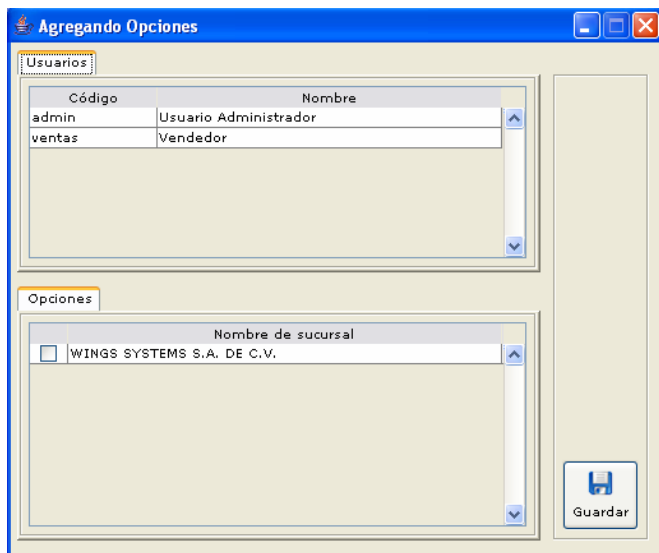 Agregando Opciones
Usuarios
Código Nombre
admin Usuario Administrador
ventas Vendedor
Opciones
Nombre de sucursal
WINGS SYSTEMS S.A. DE C.V.
Guardar